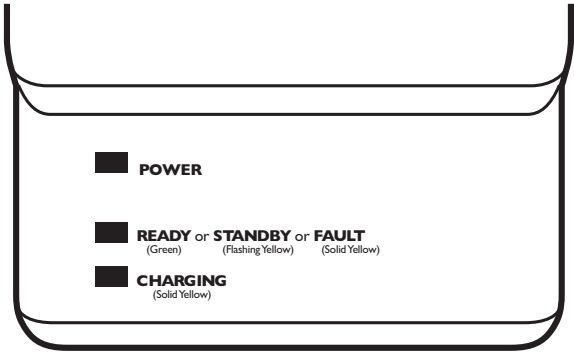 POWER
READY or STANDBY or FAULT
(Green) (Flashing Yellow) (Solid Yellow)
CHARGING
(Solid Yellow)